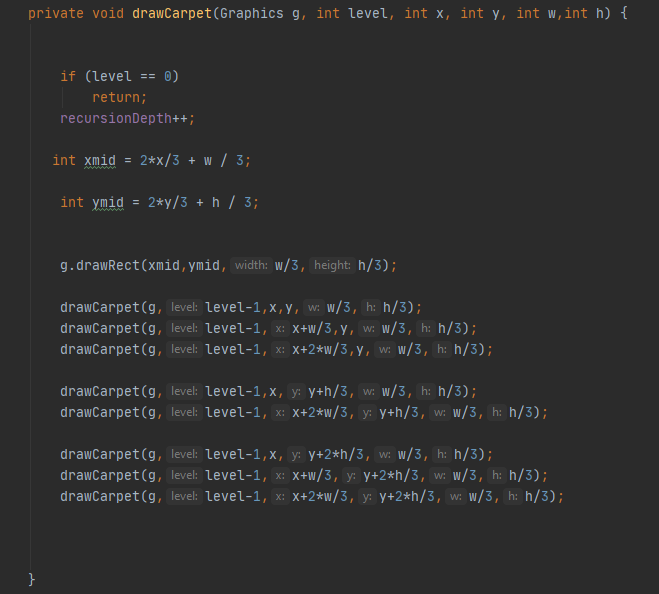 private void drawCarpet(Graphics g, int level, int x, int y, int w,int h) {
if (level == 0)
return;
recursionDepth++;
int xmid = 2*x/3 + w / 3;
int ymid = 2*y/3 + h / 3;
g.drawRect(xmid,ymid, width: w/3, height: h/3);
drawCarpet(g, level: level-1,x,y, w: w/3, h: h/3);
drawCarpet(g, level: level-1, x: x+w/3,y, w: w/3, h: h/3);
drawCarpet(g, level: level-1, x: x+2*w/3,y, w: w/3, h: h/3);
drawCarpet(g, level: level-1,x, y: y+h/3, w: w/3, h: h/3);
drawCarpet(g, level: level-1, x: x+2*w/3, y: y+h/3, w: w/3, h: h/3);
drawCarpet(g, level: level-1,x, y: y+2*h/3, w: w/3, h: h/3);
drawCarpet(g, level: level-1, x: x+w/3, y: y+2*h/3, w: w/3, h: h/3);
drawCarpet(g, level: level-1, x: x+2*w/3, y: y+2*h/3, w: w/3, h: h/3);
}